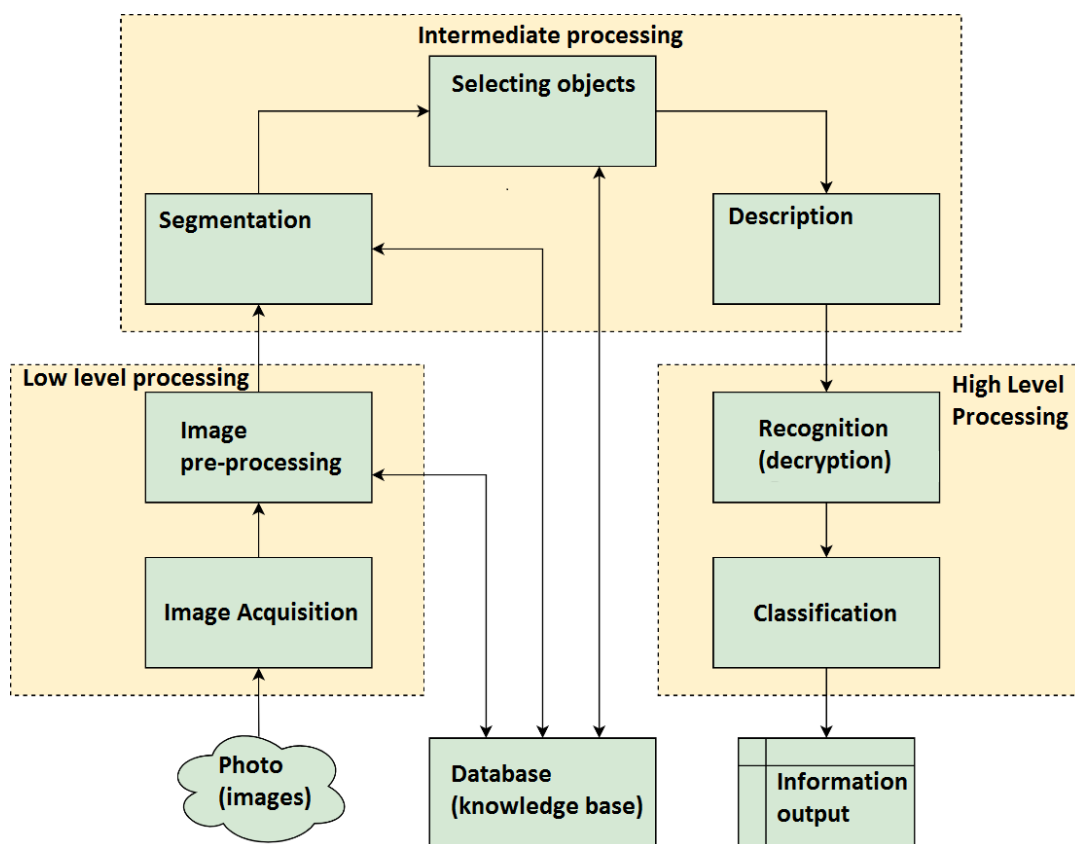 Intermediate processing
Selecting objects
Segmentation
Description
Low level processing
Image
pre-processing
Image Acquisition
High Level
Processing
Recognition
(decryption)
Classification
Photo
(images)
Database
(knowledge base)
Information
output